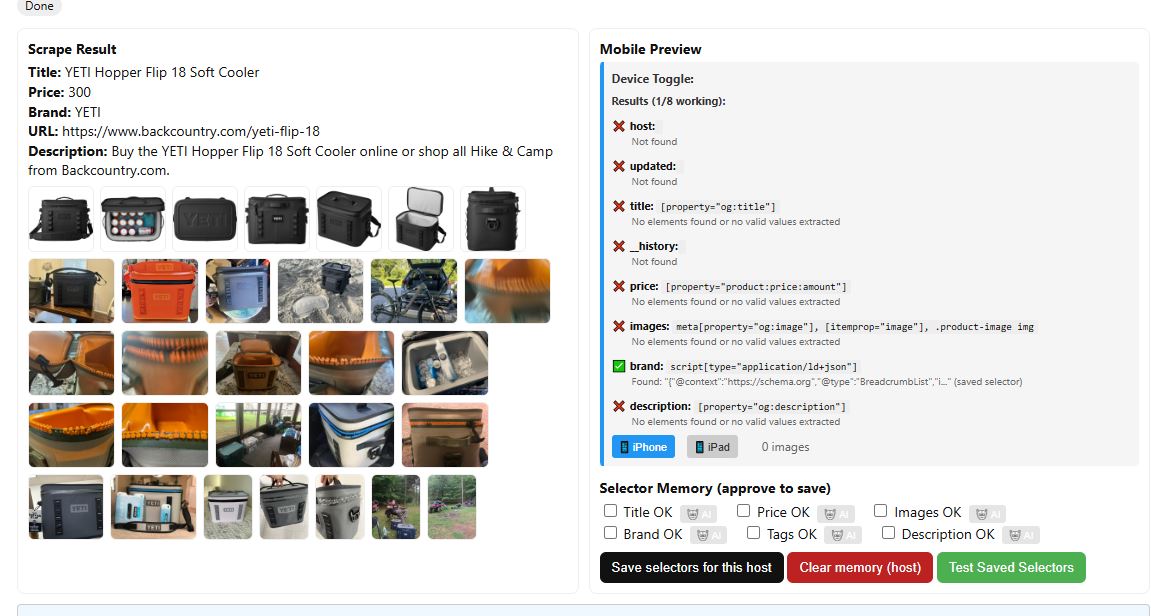 Done
Scrape Result
Title: YETI Hopper Flip 18 Soft Cooler
Price: 300
Brand: YETI
URL: https://www.backcountry.com/yeti-flip-18
Description: Buy the YETI Hopper Flip 18 Soft Cooler online or shop all Hike & Camp
from Backcountry.com.
YETI
YETI
YETI
YETI
Mobile Preview
Device Toggle:
Results (1/8 working):
❌ host:
Not found
❌ updated:
Not found
❌ title: [property="og:title"]
No elements found or no valid values extracted
❌ __history:
Not found
❌ price: [property="product:price:amount"]
No elements found or no valid values extracted
❌ images: meta[property="og:image"], [itemprop="image"], .product-image img
No elements found or no valid values extracted
✅ brand: script[type="application/ld+json"]
Found: "{"@context":"https://schema.org","@type":"BreadcrumbList","i..." (saved selector)
❌ description: [property="og:description"]
No elements found or no valid values extracted
iPhone iPad 0 images
Selector Memory (approve to save)
Title OK AI Price OK AI Images OK AI
Brand OK AI Tags OK AI Description OK AI
Save selectors for this host Clear memory (host) Test Saved Selectors